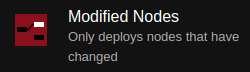 Modified Nodes
Only deploys nodes that have
changed